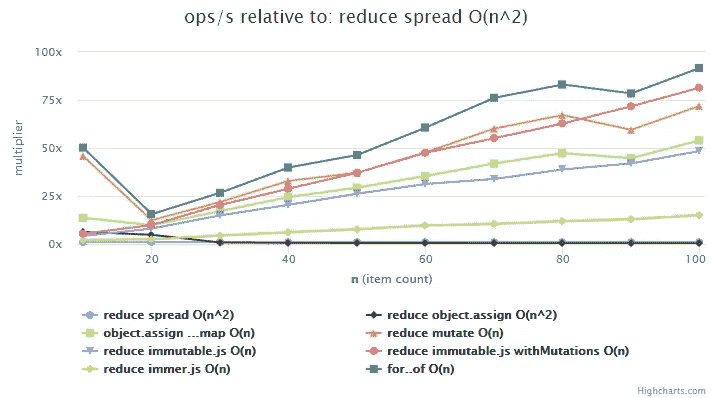 ops/s relative to: reduce spread O(n^2)
100x
75x
50x
25x
0x
multiplier
20
40
60
80
100
n (item count)
reduce spread O(n^2)
reduce object.assign O(n^2)
object.assign ...map O(n)
reduce mutate O(n)
reduce immutable.js O(n)
reduce immutable.js withMutations O(n)
reduce immer.js O(n)
for..of O(n)
Highcharts.com